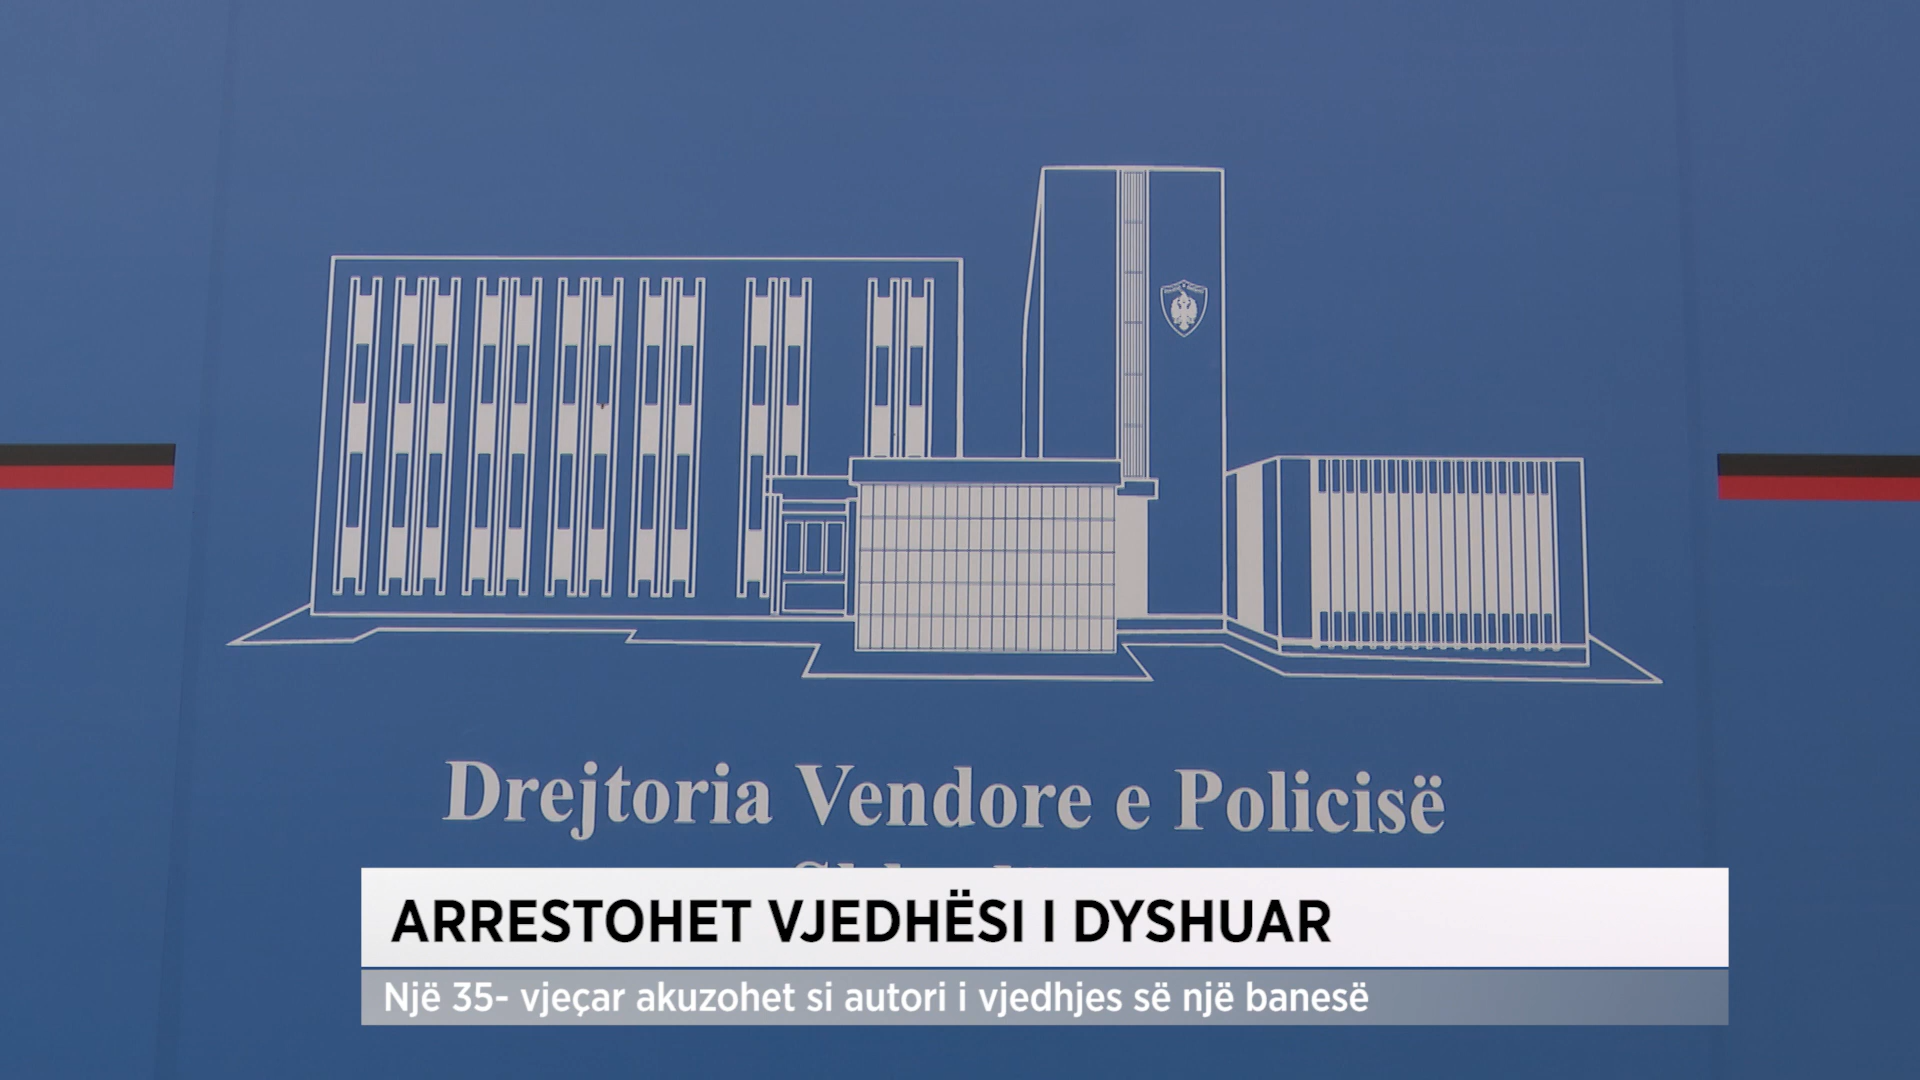 Drejtoria Vendore e Policisë
ARRESTOHET VJEDHËSI I DYSHUAR
Një 35- vjeçar akuzohet si autori i vjedhjes së një banesë